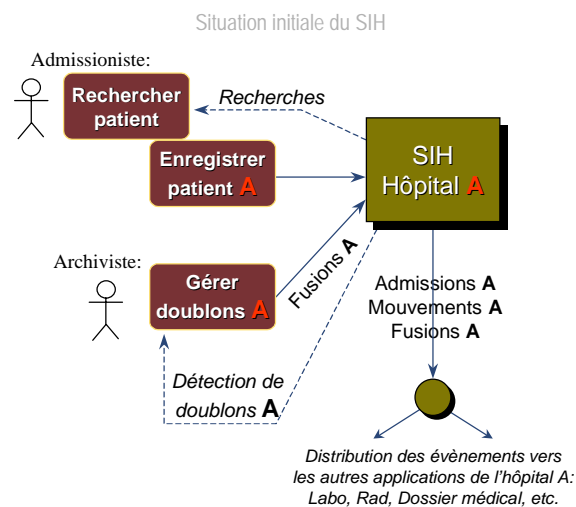 Situation initiale du SIH
Admissioniste:
Rechercher
patient
Recherches
Enregistrer
patient A
SIH
Hôpital A
Archiviste:
Gérer
doublons A
Fusions A
Admissions A
Mouvements A
Fusions A
Détection de
doublons A
Distribution des évènements vers
les autres applications de l’hôpital A:
Labo, Rad, Dossier médical, etc.